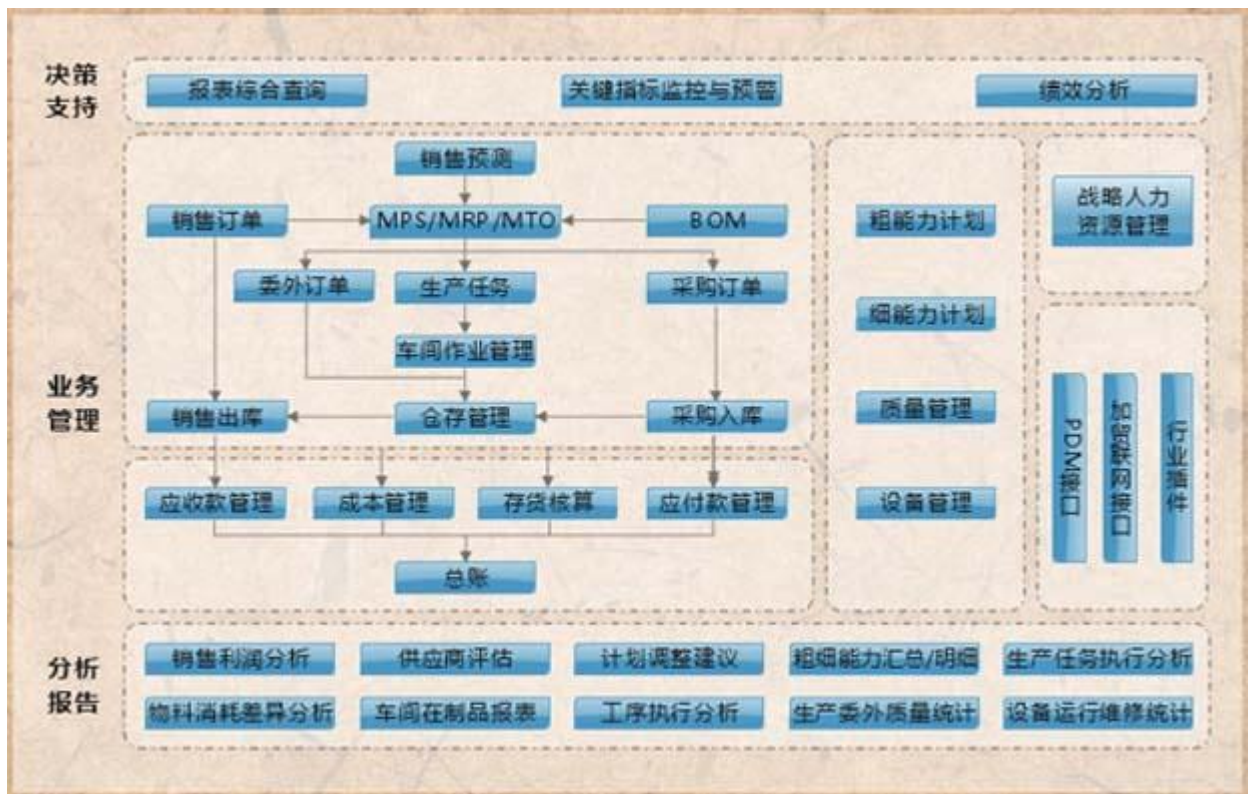 决策
支持
报表综合查询
关键指标监控与预警
绩效分析
业务
管理
销售预测
销售订单
MPS/MRP/MTO
BOM
委外订单
生产任务
采购订单
车间作业管理
销售出库
仓存管理
采购入库
应收款管理
成本管理
存货核算
应付款管理
总账
粗能力计划
细能力计划
质量管理
设备管理
战略人力
资源管理
PDM接口
加贸联网接口
行业插件
分析
报告
销售利润分析
供应商评估
计划调整建议
粗细能力汇总/明细
生产任务执行分析
物料消耗差异分析
车间在制品报表
工序执行分析
生产委外质量统计
设备运行维修统计